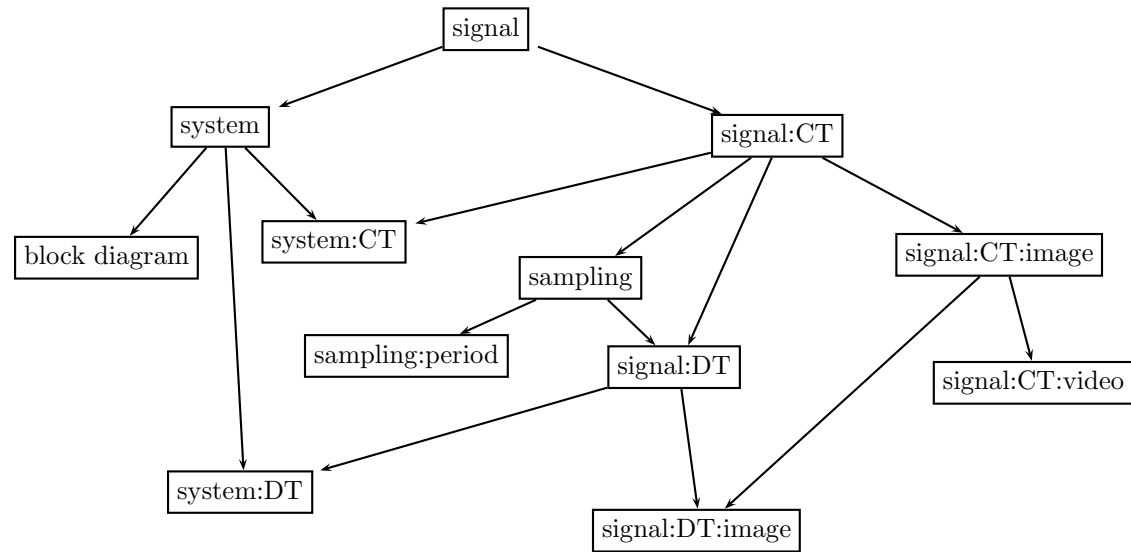 signal
system
signal:CT
block diagram
system:CT
signal:CT:image
sampling
sampling:period
signal:DT
signal:CT:video
system:DT
signal:DT:image